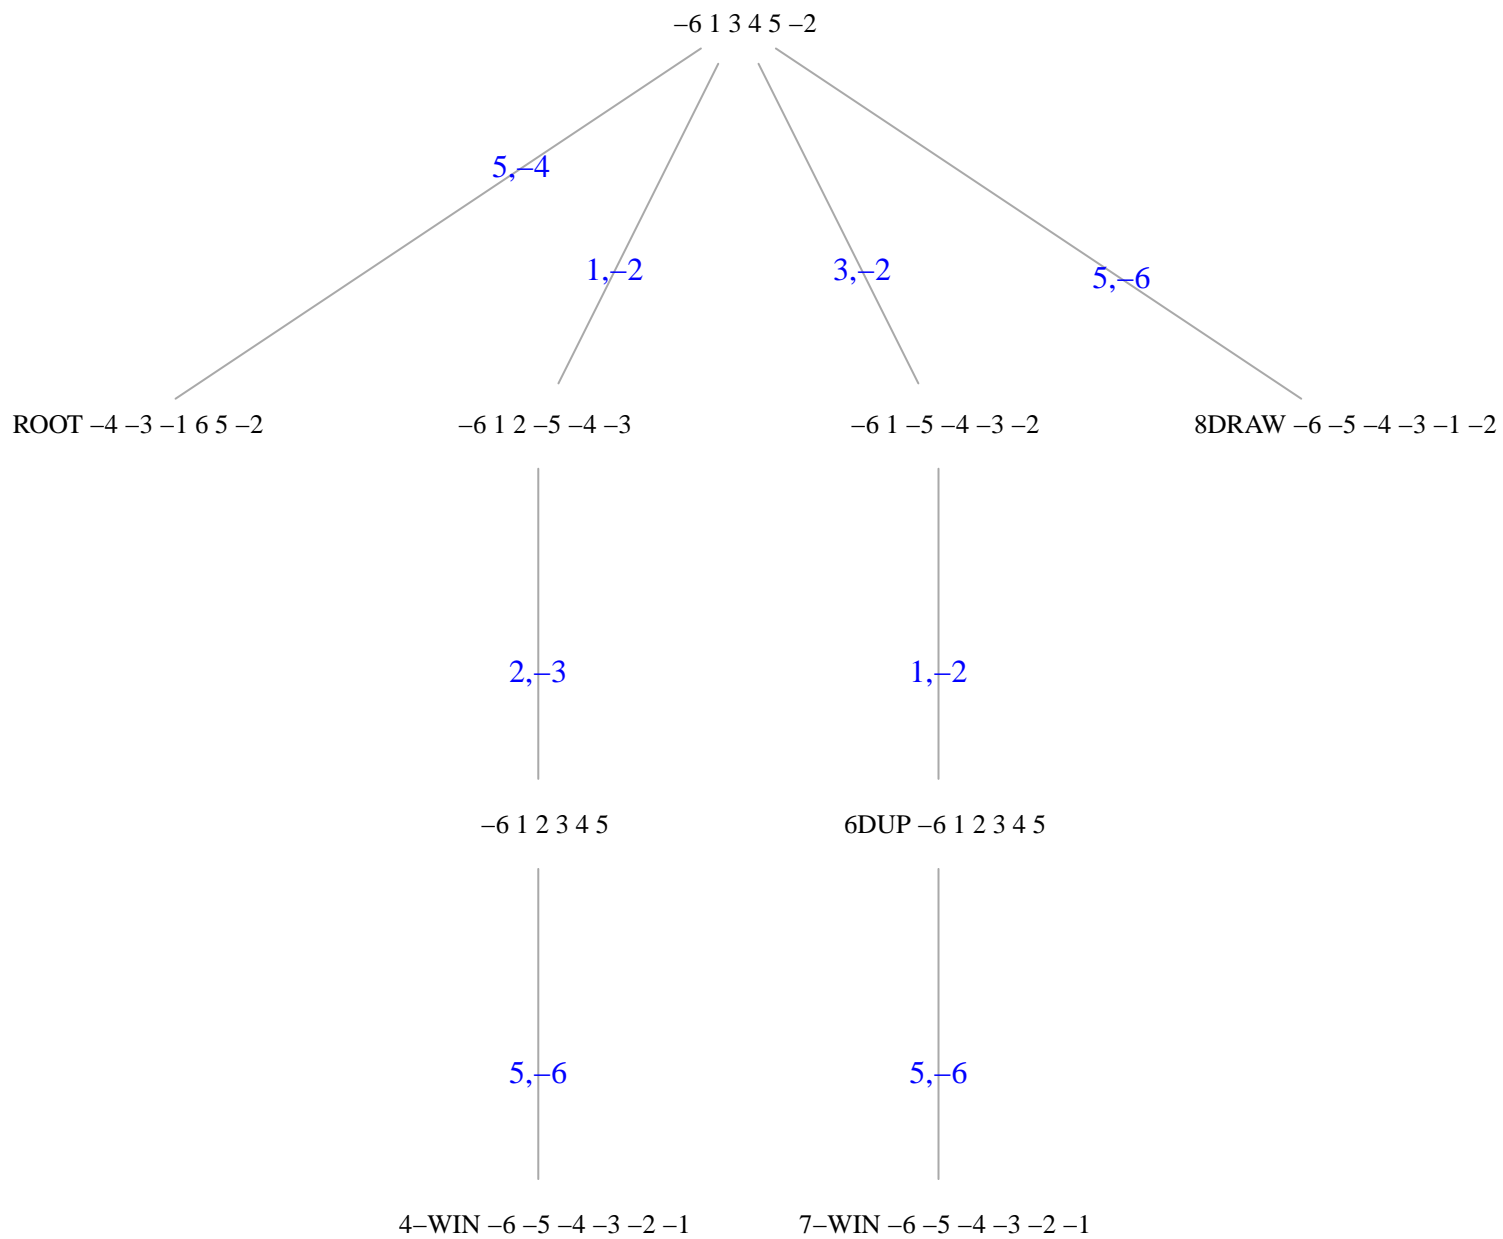 –6 1 3 4 5 –2
5,–4
1,–2
3,–2
5,–6
ROOT –4 –3 –1 6 5 –2
–6 1 2 –5 –4 –3
–6 1 –5 –4 –3 –2
8DRAW –6 –5 –4 –3 –1 –2
2,–3
1,–2
–6 1 2 3 4 5
6DUP –6 1 2 3 4 5
5,–6
5,–6
4–WIN –6 –5 –4 –3 –2 –1
7–WIN –6 –5 –4 –3 –2 –1